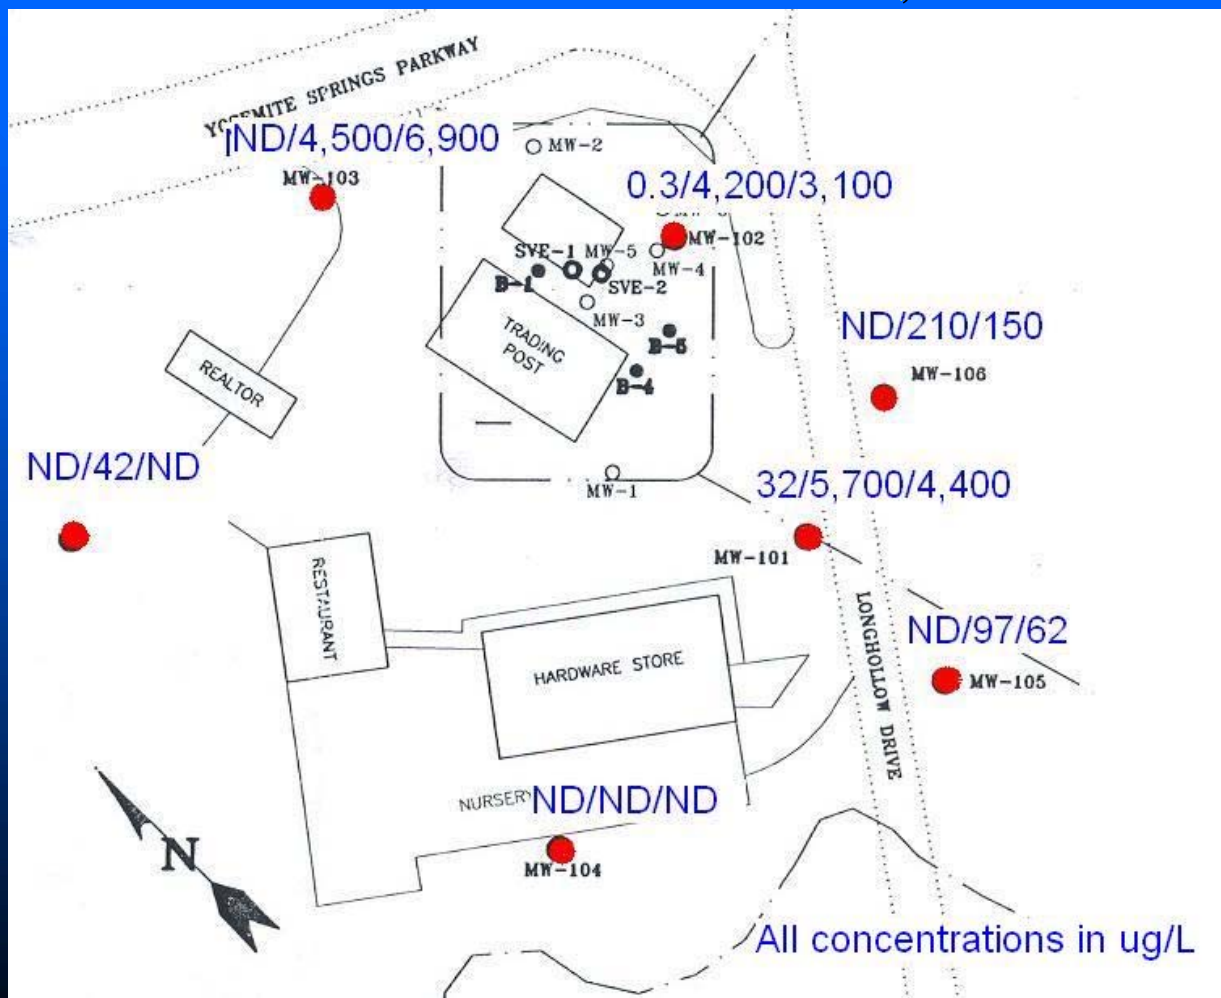 YOSEMITE SPRINGS PARKWAY
ND/4,500/6,900
MW-2
MW-103
0.3/4,200/3,100
MW-102
SVE-1
MW-5
MW-4
B-1
SVE-2
MW-3
ND/210/150
TRADING
POST
B-5
MW-106
REALTOR
B-4
ND/42/ND
MW-1
32/5,700/4,400
MW-101
RESTAURANT
LONGHOLLOW DRIVE
ND/97/62
HARDWARE STORE
MW-105
NURSERY
ND/ND/ND
N
MW-104
All concentrations in ug/L